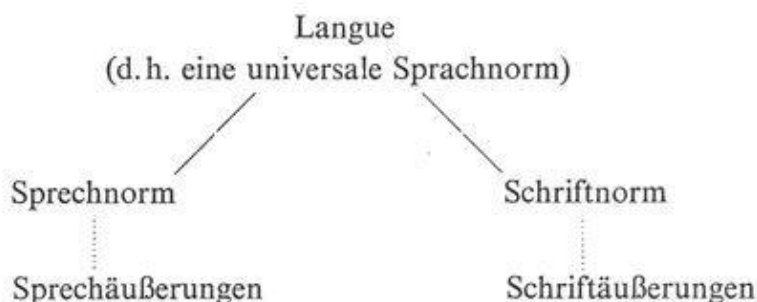 Langue
(d. h. eine universale Sprachnorm)
Sprechnorm Schriftnorm
Sprechäußerungen Schriftäußerungen